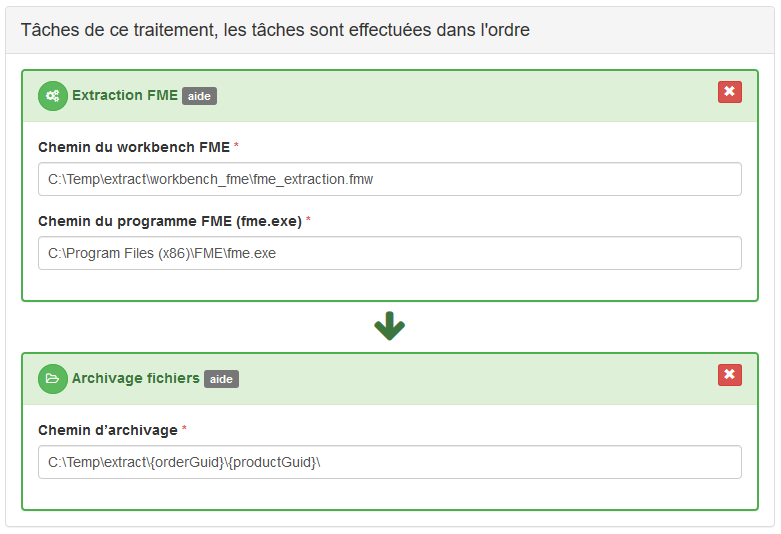 Tâches de ce traitement, les tâches sont effectuées dans l'ordre
Extraction FME aide
Chemin du workbench FME *
C:\Temp\extract\workbench_fme\fme_extraction.fmw
Chemin du programme FME (fme.exe) *
C:\Program Files (x86)\FME\fme.exe
Archivage fichiers aide
Chemin d’archivage *
C:\Temp\extract\{orderGuid}\{productGuid}\